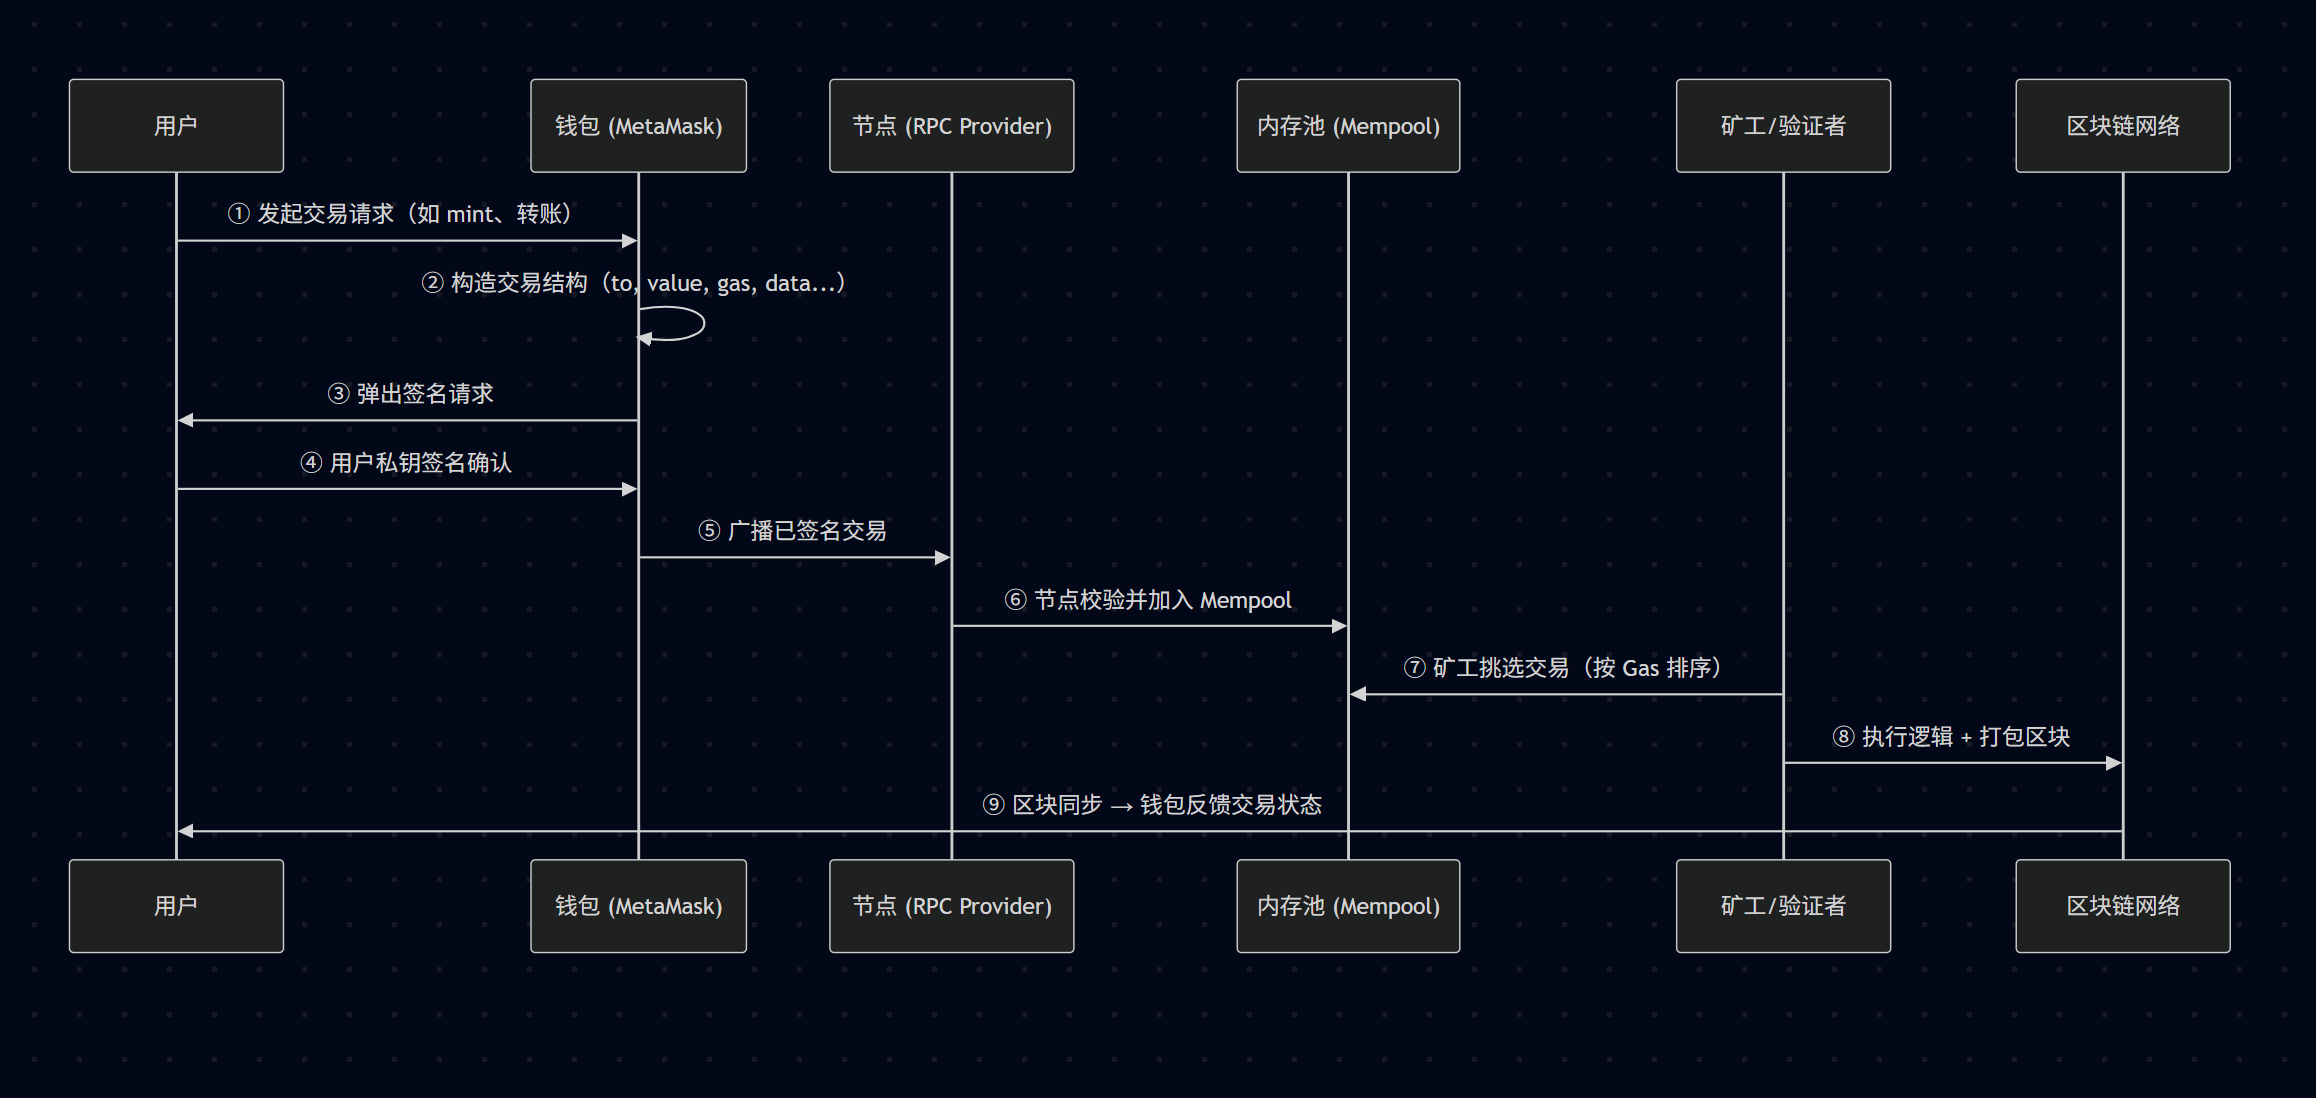 用户
钱包 (MetaMask)
节点 (RPC Provider)
内存池 (Mempool)
矿工/验证者
区块链网络
① 发起交易请求（如 mint、转账）
② 构造交易结构（to, value, gas, data...）
③ 弹出签名请求
④ 用户私钥签名确认
⑤ 广播已签名交易
⑥ 节点校验并加入 Mempool
⑦ 矿工挑选交易（按 Gas 排序）
⑧ 执行逻辑 + 打包区块
⑨ 区块同步 → 钱包反馈交易状态
用户
钱包 (MetaMask)
节点 (RPC Provider)
内存池 (Mempool)
矿工/验证者
区块链网络